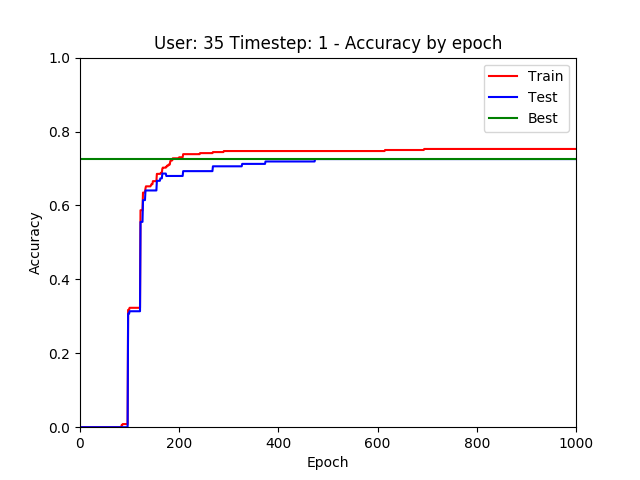 User: 35 Timestep: 1 - Accuracy by epoch
1.0
0.8
0.6
0.4
0.2
0.0
Accuracy
Train
Test
Best
0 200 400 600 800 1000
Epoch